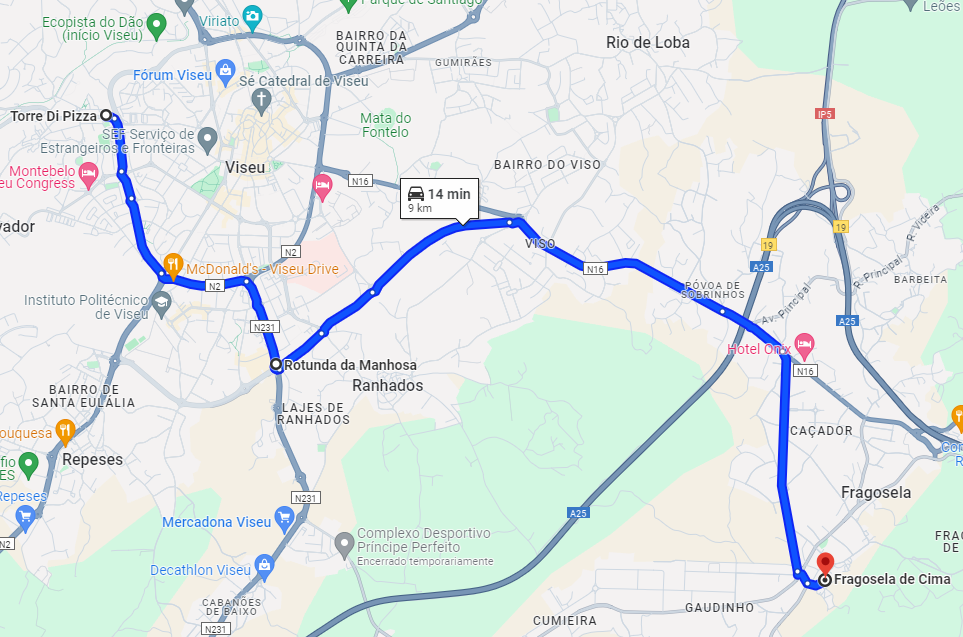 Leões
Parque de Santiago
Ecopista do Dão
(início Viseu)
Viriato
BAIRRO DA
QUINTA DA
CARREIRA
Rio de Loba
GUMIRÃES
Fórum Viseu
Sé Catedral de Viseu
Torre Di Pizza
Mata do
Fontelo
IP5
SEF Serviço de
Estrangeiros e Fronteiras
Montebelo
eu Congress
Viseu
BAIRRO DO VISO
N16
14 min
9 km
vador
R. Videira
19
19
VISO
N2
A25
N16
McDonald's - Viseu Drive
R. Principal
BARBEITA
N2
PÓVOA DE
SOBRINHOS
Instituto Politécnico
de Viseu
Av. Principal
A25
N231
Hotel Onix
Rotunda da Manhosa
N16
Ranhados
BAIRRO DE
SANTA EULÁLIA
LAJES DE
RANHADOS
CAÇADOR
ouquesa
Repeses
fio
ES
Fragosela
Repeses
N231
A25
Mercadona Viseu
N2
Complexo Desportivo
Príncipe Perfeito
Encerrado temporariamente
FRAG
DE
Decathlon Viseu
Fragosela de Cima
CABANÕES
DE BAIXO
GAUDINHO
CUMIEIRA
N231